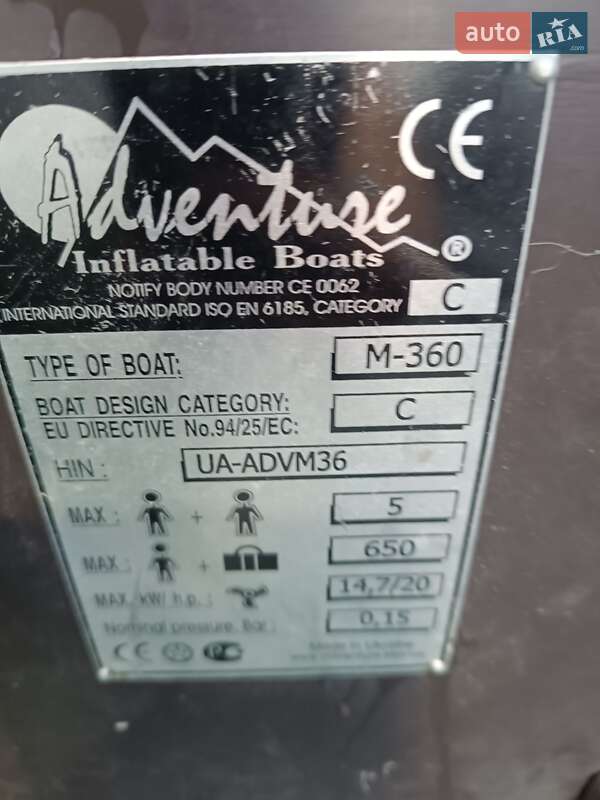 auto RIA.com
CE
Adventure
Inflatable Boats ®
NOTIFY BODY NUMBER CE 0062
INTERNATIONAL STANDARD ISO EN 6185, CATEGORY C
TYPE OF BOAT: M-360
BOAT DESIGN CATEGORY: C
EU DIRECTIVE No.94/25/EC:
HIN : UA-ADVM36
MAX : + 5
MAX : + 650
MAX. kW/ h.p. : 14,7/20
Nominal pressure, Bar : 0,15
Made in Ukraine
CE